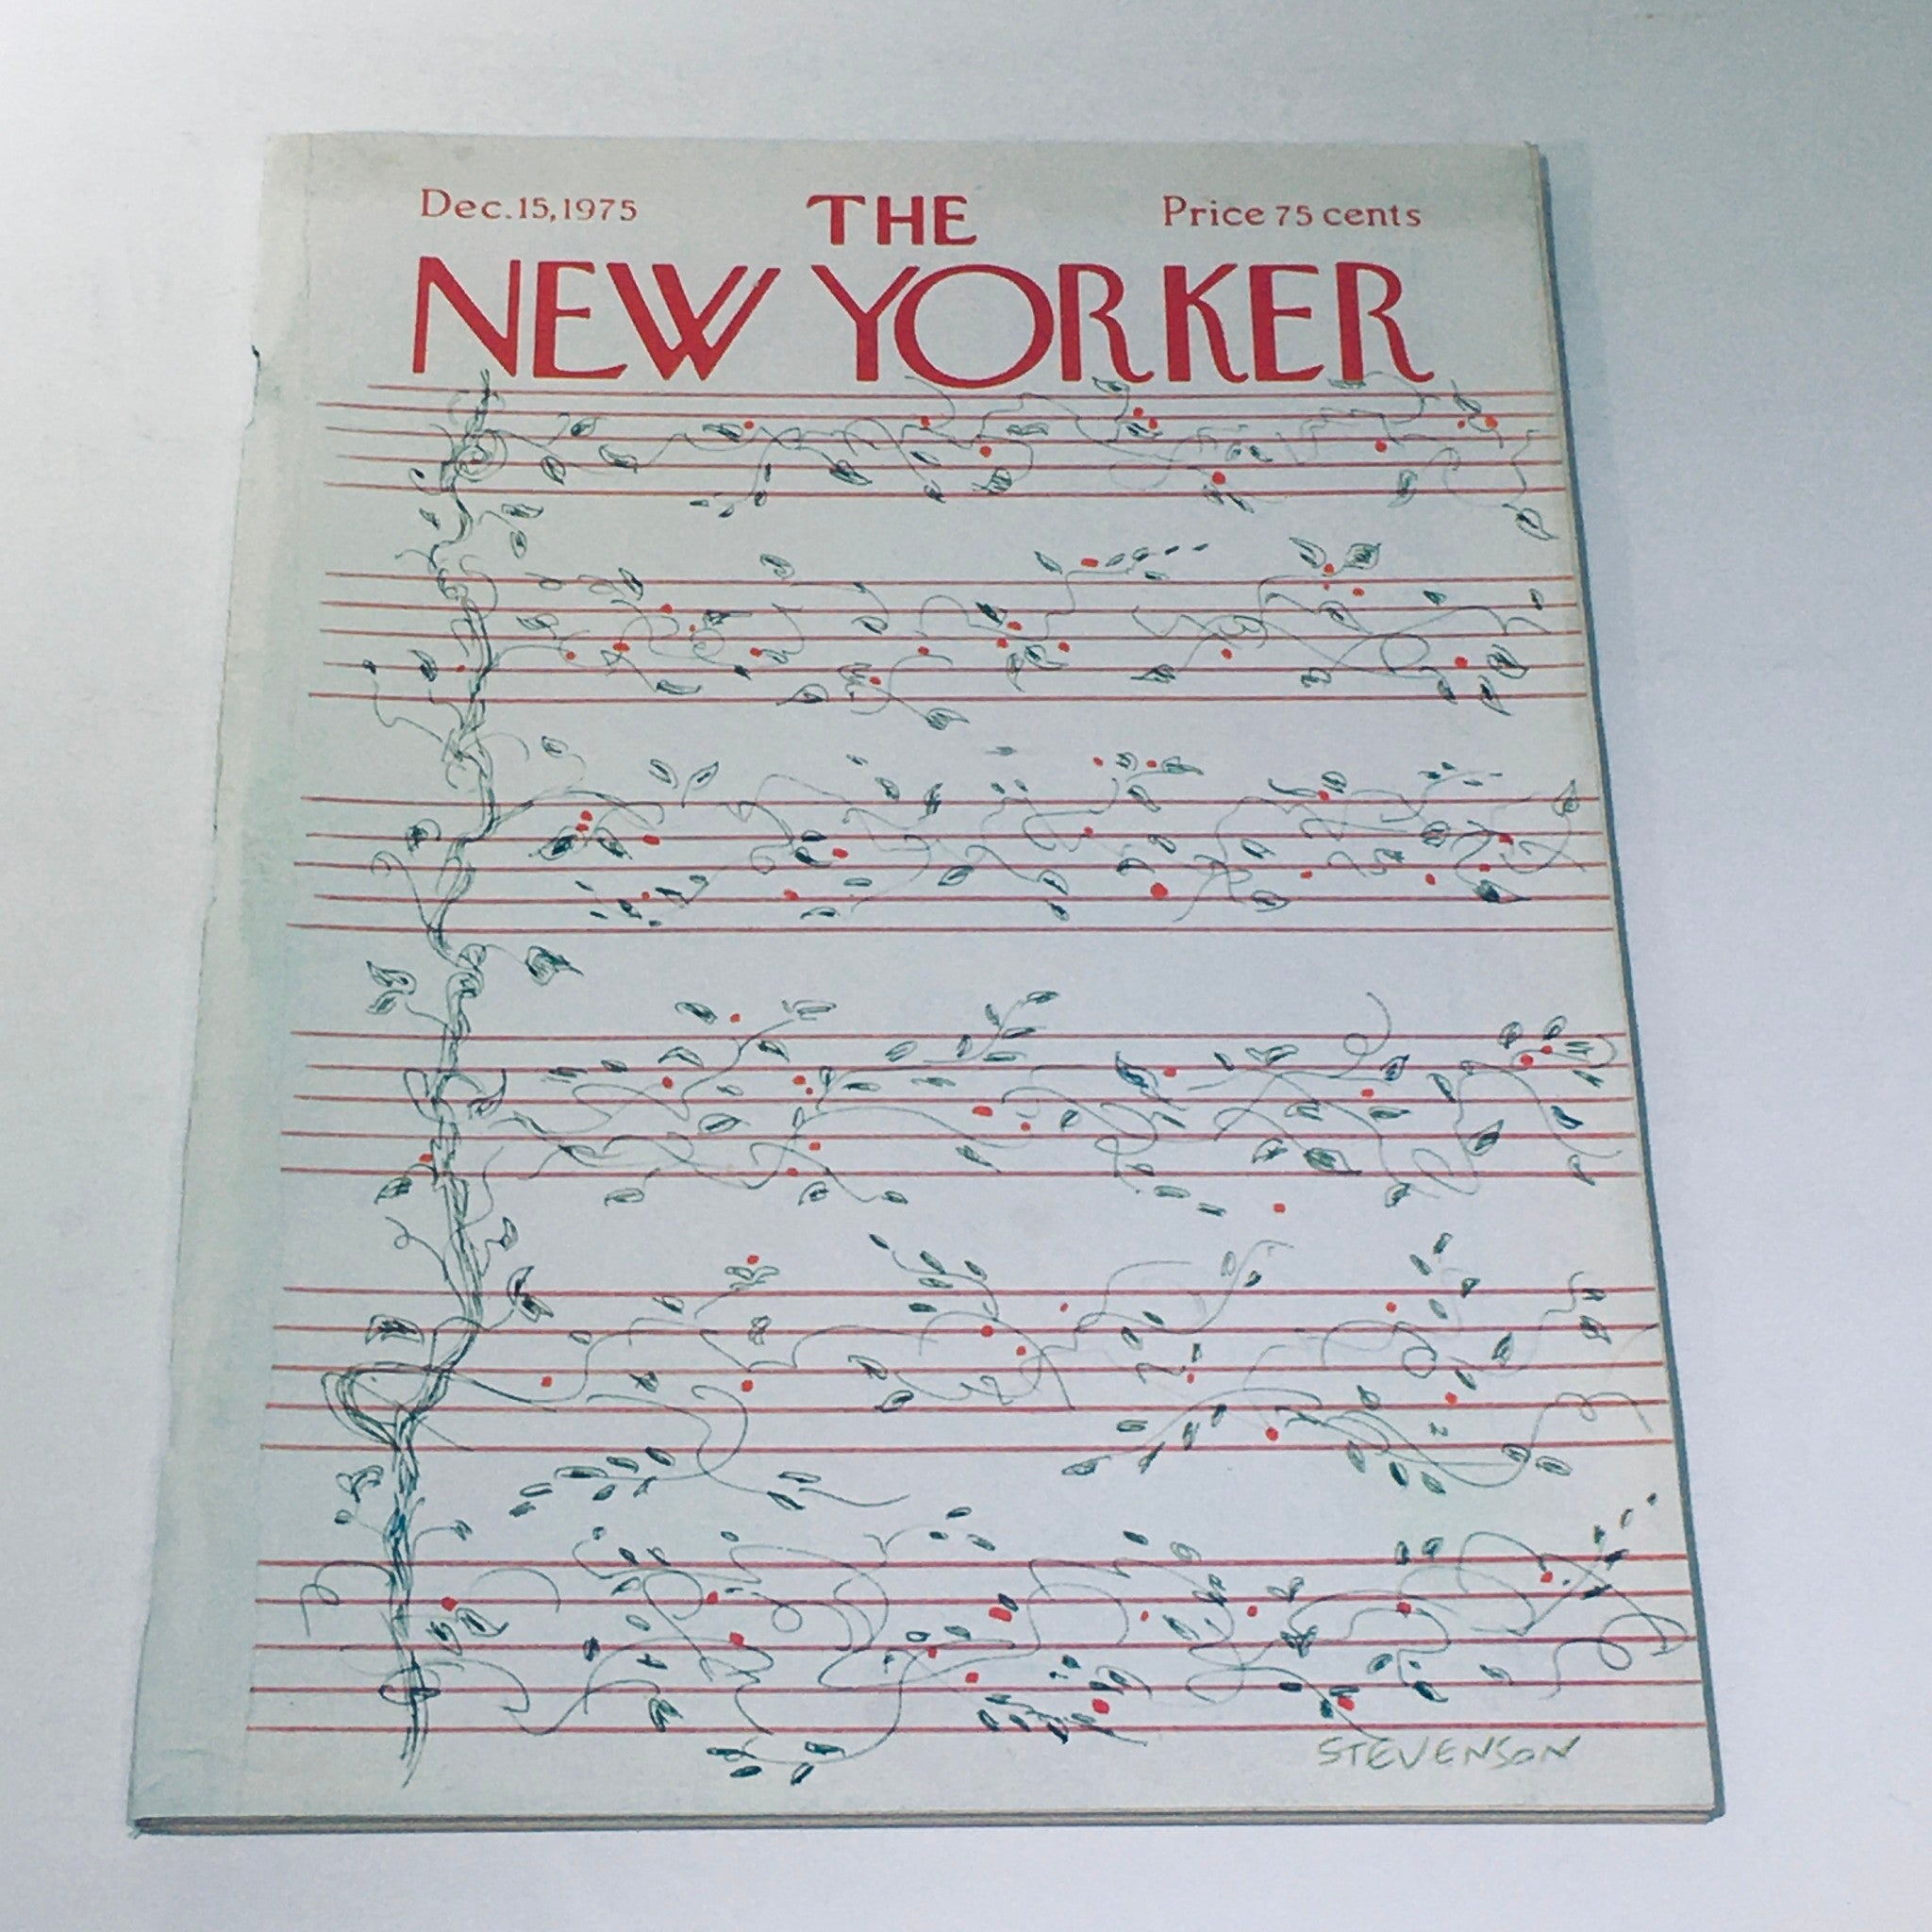 Dec.15,1975
THE
Price 75 cents
NEW YORKER
STEVENSON